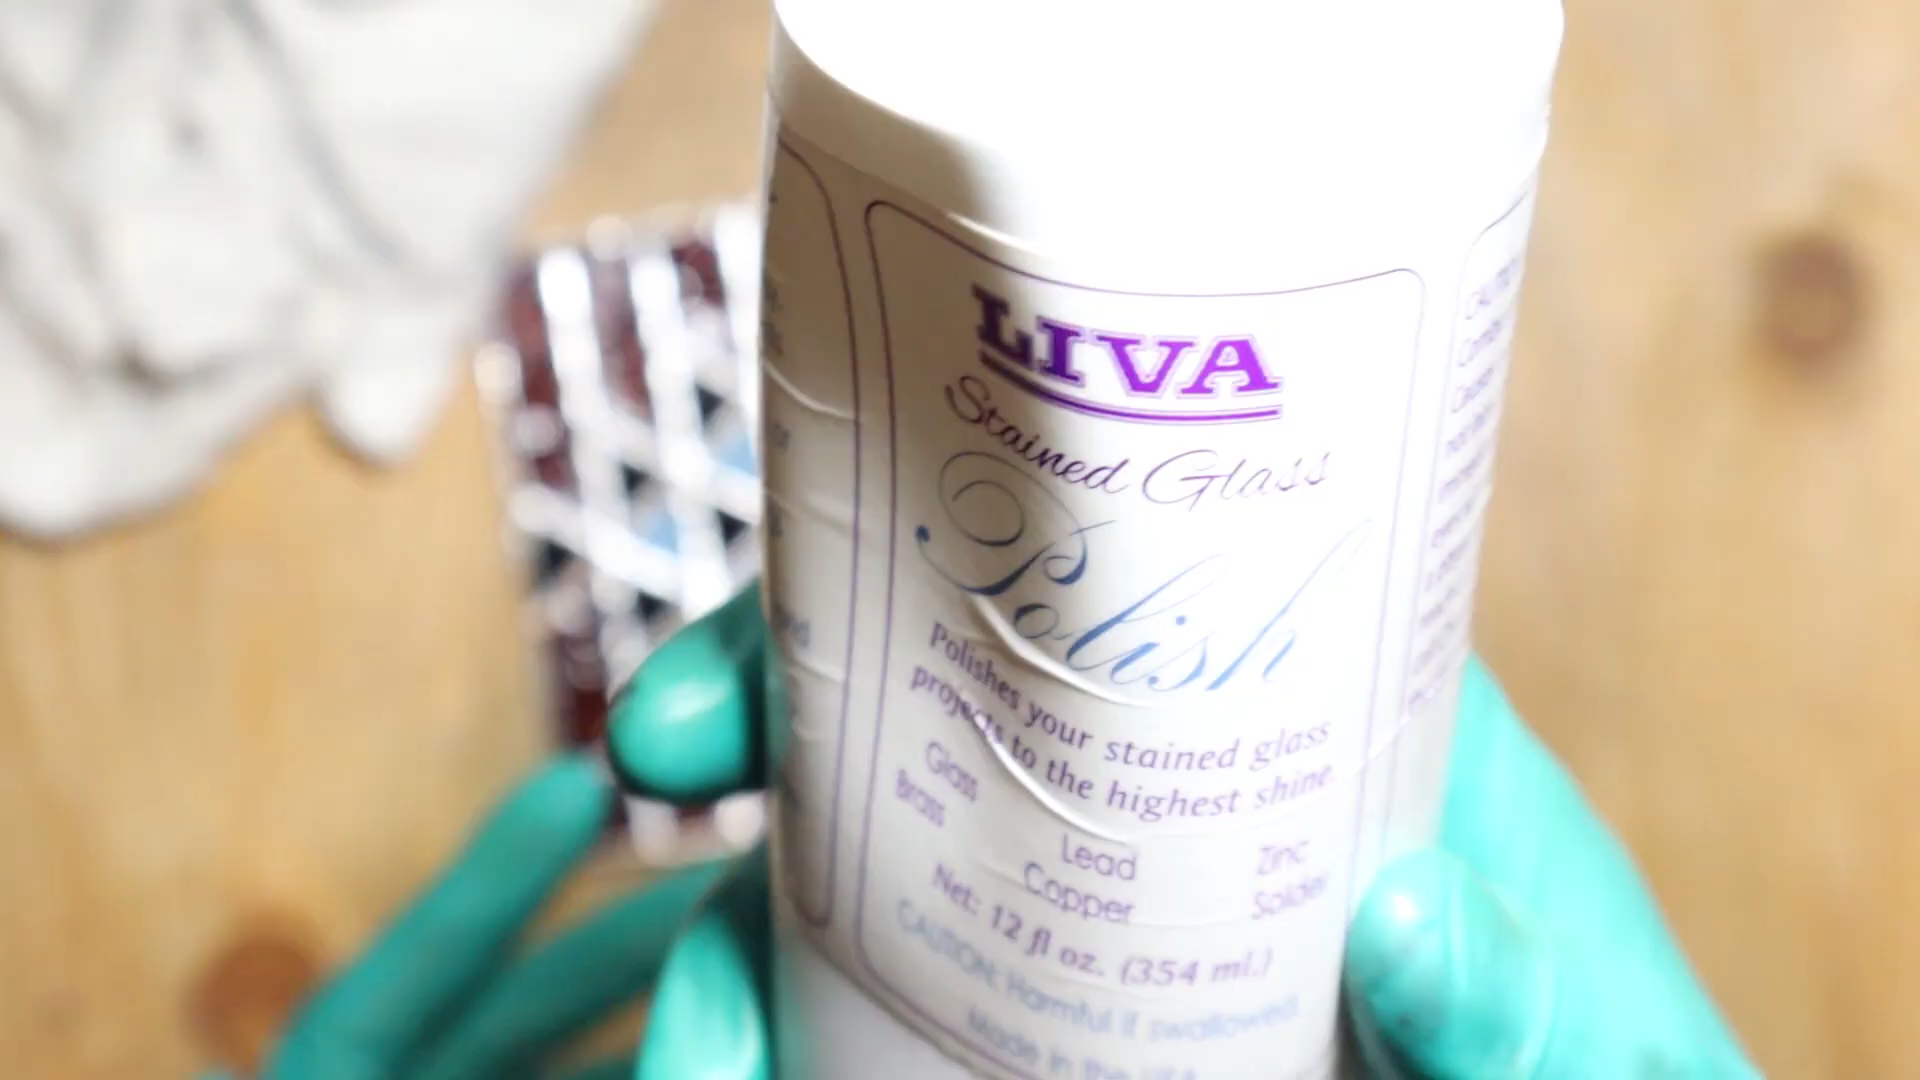 LIVA
Stained Glass
Polish
Polishes your stained glass
projects to the highest shine.
Glass Lead Zinc
Brass Copper Solder
Net: 12 fl oz. (354 ml.)
CAUTION: Harmful if swallowed.
Made in the USA